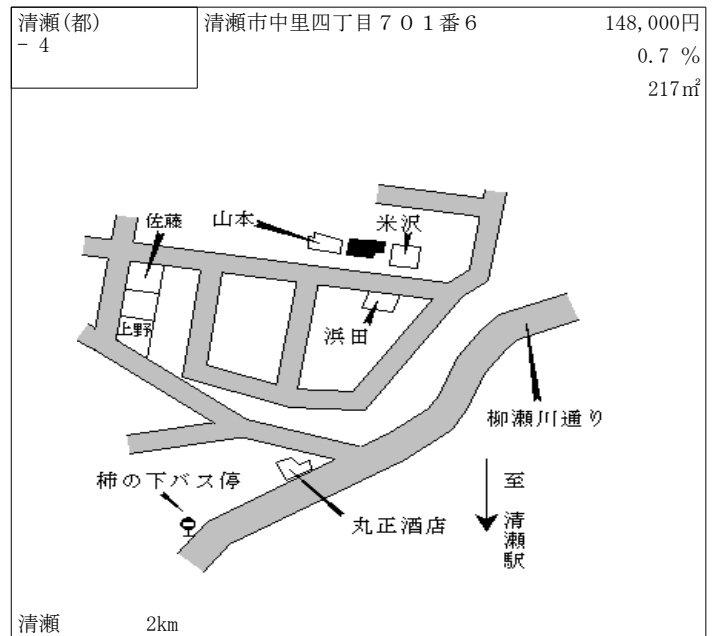 清瀬(都)
- 4
清瀬市中里四丁目７０１番６
148,000円
0.7 %
217㎡
佐藤
山本
米沢
上野
浜田
柳瀬川通り
柿の下バス停
丸正酒店
至
清瀬駅
清瀬 2km